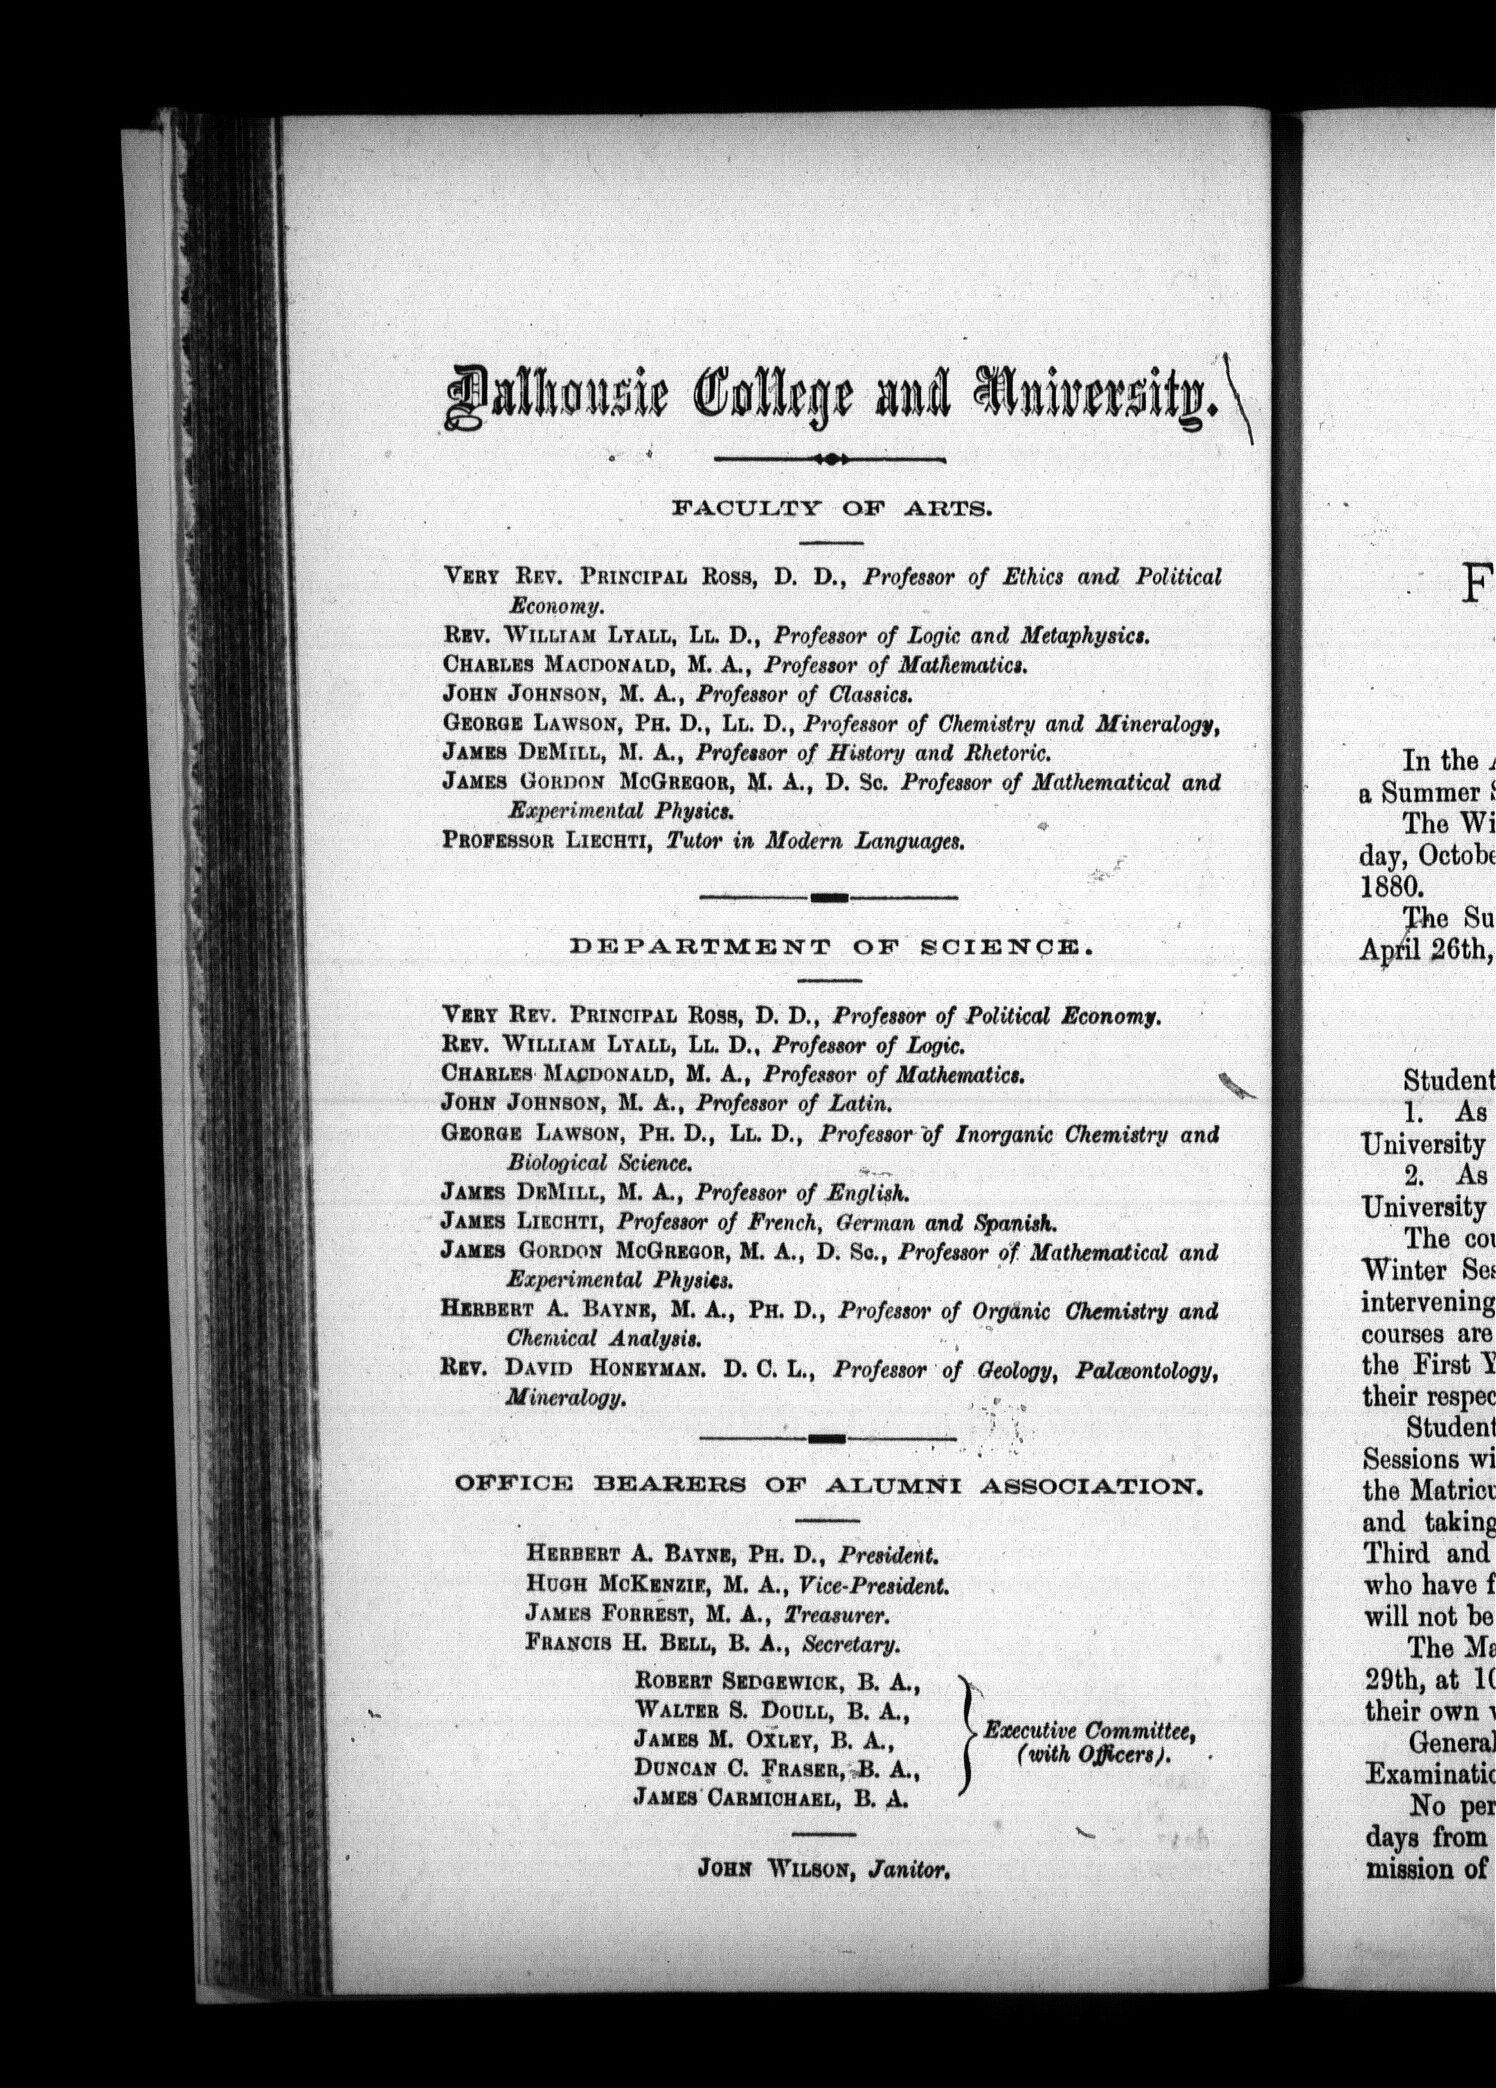 Dalhousie College and University.
FACULTY OF ARTS.
VERY REV. PRINCIPAL ROSS, D. D., Professor of Ethics and Political
Economy.
REV. WILLIAM LYALL, LL. D., Professor of Logic and Metaphysics.
CHARLES MACDONALD, M. A., Professor of Mathematics.
JOHN JOHNSON, M. A., Professor of Classics.
GEORGE LAWSON, PH. D., LL. D., Professor of Chemistry and Mineralogy,
JAMES DEMILL, M. A., Professor of History and Rhetoric.
JAMES GORDON MCGREGOR, M. A., D. SC. Professor of Mathematical and
Experimental Physics.
PROFESSOR LIECHTI, Tutor in Modern Languages.
DEPARTMENT OF SCIENCE.
VERY REV. PRINCIPAL ROSS, D. D., Professor of Political Economy.
REV. WILLIAM LYALL, LL. D., Professor of Logic.
CHARLES MACDONALD, M. A., Professor of Mathematics.
JOHN JOHNSON, M. A., Professor of Latin.
GEORGE LAWSON, PH. D., LL. D., Professor of Inorganic Chemistry and
Biological Science.
JAMES DEMILL, M. A., Professor of English.
JAMES LIECHTI, Professor of French, German and Spanish.
JAMES GORDON MCGREGOR, M. A., D. SC., Professor of Mathematical and
Experimental Physics.
HERBERT A. BAYNE, M. A., PH. D., Professor of Organic Chemistry and
Chemical Analysis.
REV. DAVID HONEYMAN. D. C. L., Professor of Geology, Palæontology,
Mineralogy.
OFFICE BEARERS OF ALUMNI ASSOCIATION.
HERBERT A. BAYNE, PH. D., President.
HUGH MCKENZIE, M. A., Vice-President.
JAMES FORREST, M. A., Treasurer.
FRANCIS H. BELL, B. A., Secretary.
ROBERT SEDGEWICK, B. A.,
WALTER S. DOULL, B. A.,
JAMES M. OXLEY, B. A.,
DUNCAN C. FRASER, B. A.,
JAMES CARMICHAEL, B. A.
Executive Committee,
(with Officers).
JOHN WILSON, Janitor.
F
In the
a Summer
The Wi
day, Octobe
1880.
The Su
April 26th,
Student
1. As
University
2. As
University
The cou
Winter Ses
intervening
courses are
the First Y
their respec
Student
Sessions wi
the Matricu
and taking
Third and
who have f
will not be
The Ma
29th, at 10
their own
General
Examinatio
No per
days from
mission of